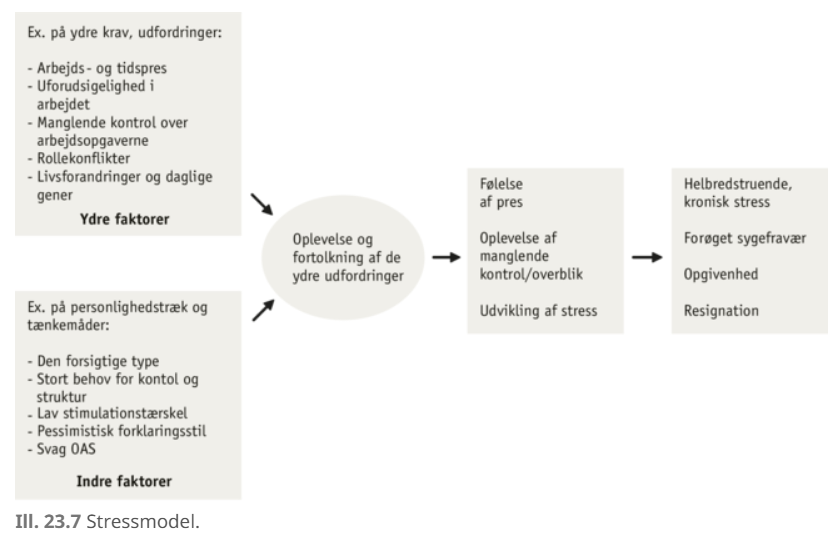 Ex. på ydre krav, udfordringer:
- Arbejds- og tidspres
- Uforudsigelighed i
arbejdet
- Manglende kontrol over
arbejdsopgaverne
- Rollekonflikter
- Livsforandringer og daglige
gener
Ydre faktorer
Ex. på personlighedstræk og
tænkemåder:
- Den forsigtige type
- Stort behov for kontol og
struktur
- Lav stimulationstærskel
- Pessimistisk forklaringsstil
- Svag OAS
Indre faktorer
Oplevelse og
fortolkning af de
ydre udfordringer
Følelse
af pres
Oplevelse af
manglende
kontrol/overblik
Udvikling af stress
Helbredstruende,
kronisk stress
Forøget sygefravær
Opgivenhed
Resignation
Ill. 23.7 Stressmodel.